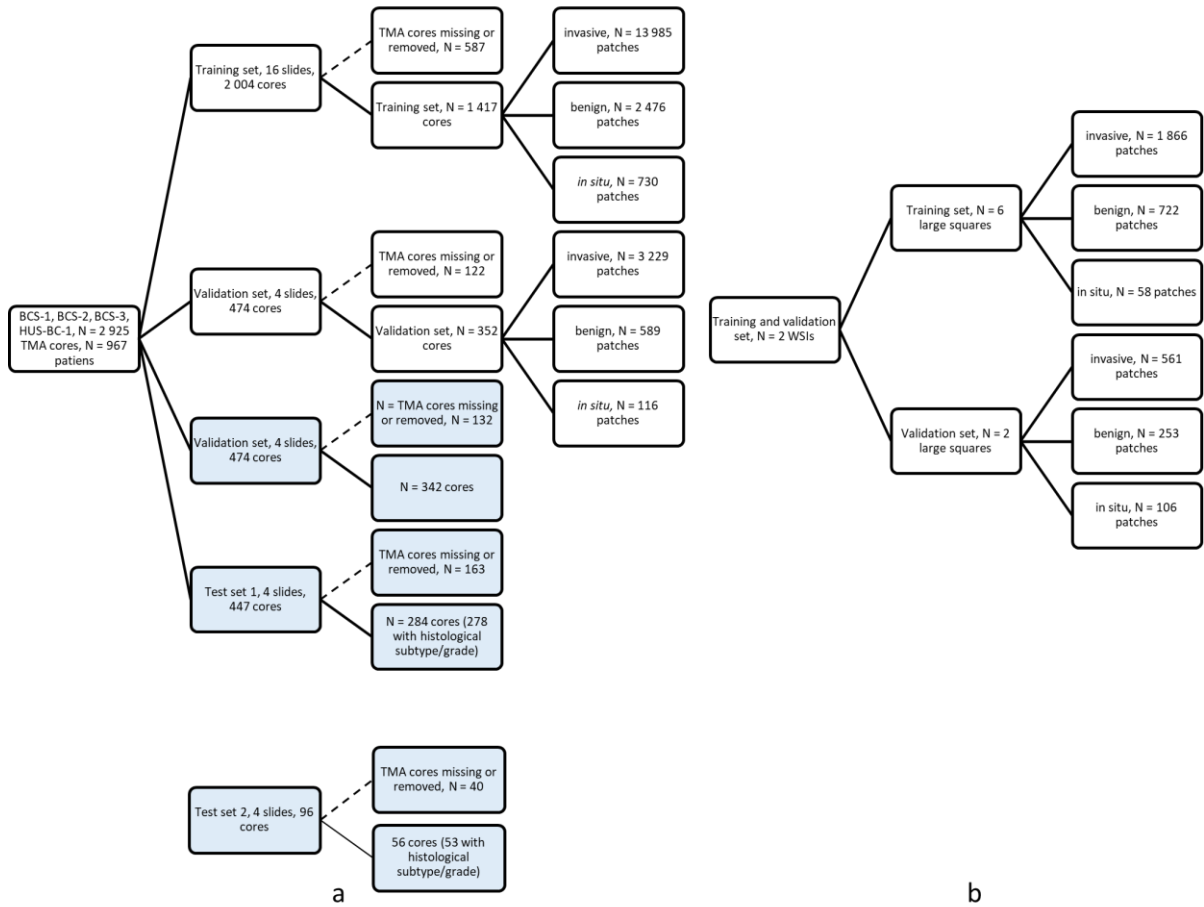 BCS-1, BCS-2, BCS-3,
HUS-BC-1, N = 2 925
TMA cores, N = 967
patiens
Training set, 16 slides,
2 004 cores
TMA cores missing or
removed, N = 587
Training set, N = 1 417
cores
invasive, N = 13 985
patches
benign, N = 2 476
patches
in situ, N = 730
patches
Validation set, 4 slides,
474 cores
TMA cores missing or
removed, N = 122
Validation set, N = 352
cores
invasive, N = 3 229
patches
benign, N = 589
patches
in situ, N = 116
patches
Validation set, 4 slides,
474 cores
N = TMA cores missing
or removed, N = 132
N = 342 cores
Test set 1, 4 slides,
447 cores
TMA cores missing or
removed, N = 163
N = 284 cores (278
with histological
subtype/grade)
Test set 2, 4 slides, 96
cores
TMA cores missing or
removed, N = 40
56 cores (53 with
histological
subtype/grade)
a
Training and validation
set, N = 2 WSIs
Training set, N = 6
large squares
invasive, N = 1 866
patches
benign, N = 722
patches
in situ, N = 58 patches
Validation set, N = 2
large squares
invasive, N = 561
patches
benign, N = 253
patches
in situ, N = 106
patches
b